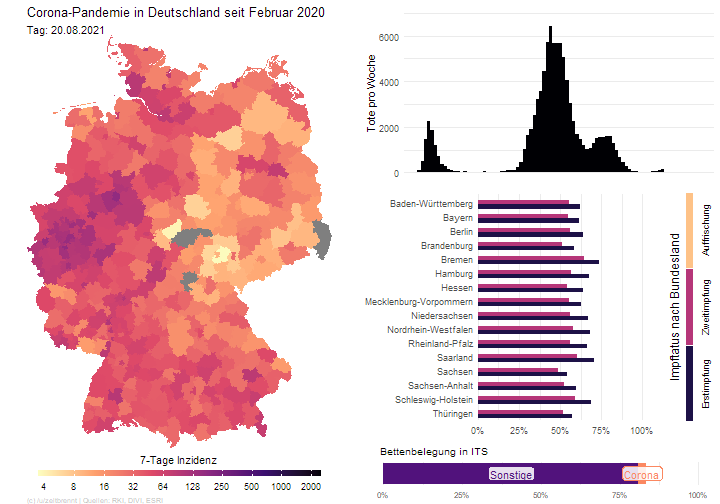 Corona-Pandemie in Deutschland seit Februar 2020
Tag: 20.08.2021
7-Tage Inzidenz
4 8 16 32 64 128 256 500 1000 2000
(c) /u/zeitbremt | Quellen: RKI, DIVI, ESRI
Tote pro Woche
6000
4000
2000
0
Baden-Württemberg
Bayern
Berlin
Brandenburg
Bremen
Hamburg
Hessen
Mecklenburg-Vorpommern
Niedersachsen
Nordrhein-Westfalen
Rheinland-Pfalz
Saarland
Sachsen
Sachsen-Anhalt
Schleswig-Holstein
Thüringen
0% 25% 50% 75% 100%
Impfflatus nach Bundesland
Auffrischung
Zweitimpfung
Erstimpfung
Bettenbelegung in ITS
Sonstige
Corona
0% 25% 50% 75% 100%